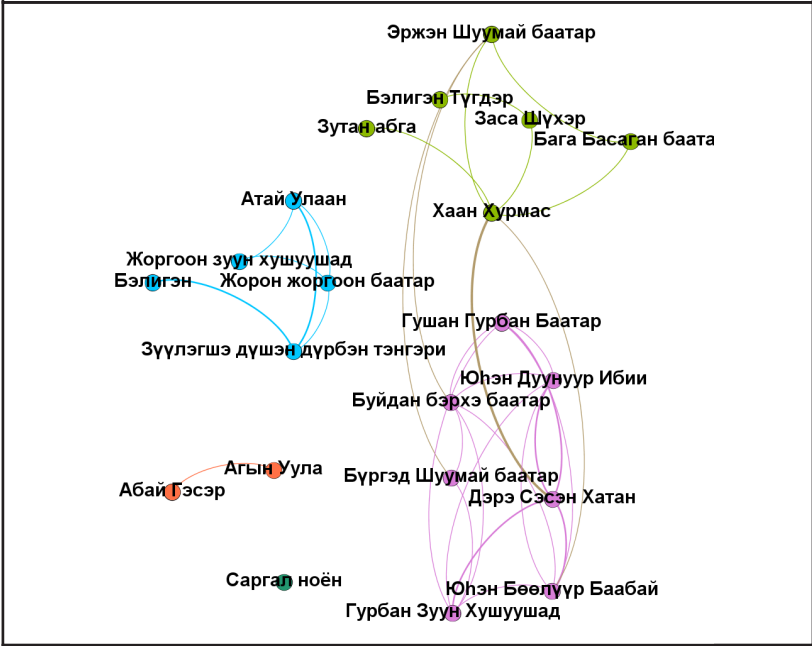 Эржэн Шуумай баатар
Бэлигэн Түгдэр
Заса Шүхэр
Зутан абга
Бага Басаган баата
Атай Улаан
Хаан Хурмас
Жоргоон зуун хушуушад
Бэлигэн
Жорон жоргоон баатар
Гушан Гурбан Баатар
Зүүлэгшэ дүшэн дүрбэн тэнгэри
Юһэн Дуунуур Ибии
Буйдан бэрхэ баатар
Агын Уула
Бүргэд Шуумай баатар
Абай Гэсэр
Дэрэ Сэсэн Хатан
Саргал ноён
Юһэн Бөөлүүр Баабай
Гурбан Зуун Хушуушад